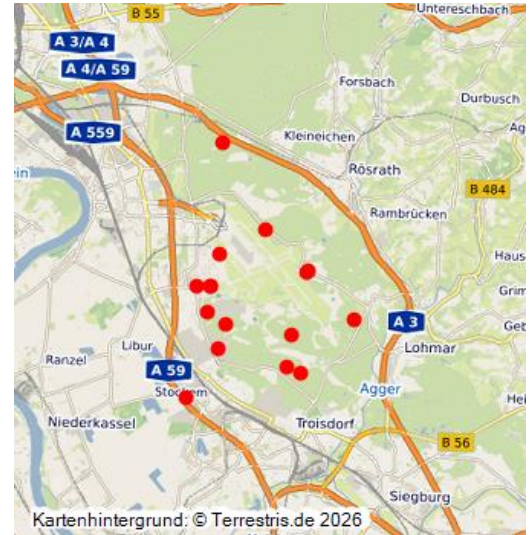 B 55
Untereschbach
A 3/A 4
A 4/A 59
Forsbach
Durbusch
A 559
Kleineichen
Rösrath
B 484
Rambrücken
Libur
A 3
Ranzel
Lohmar
A 59
Stockem
Agger
Niederkassel
Troisdorf
B 56
Siegburg
Kartenhintergrund: © Terrestris.de 2026